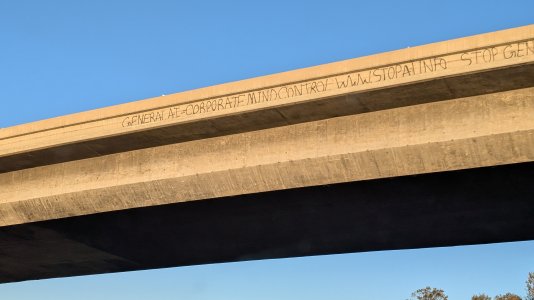 GENERAL AI=CORPORATE MIND CONTROL WWW.STOPAI.INFO STOP GEN